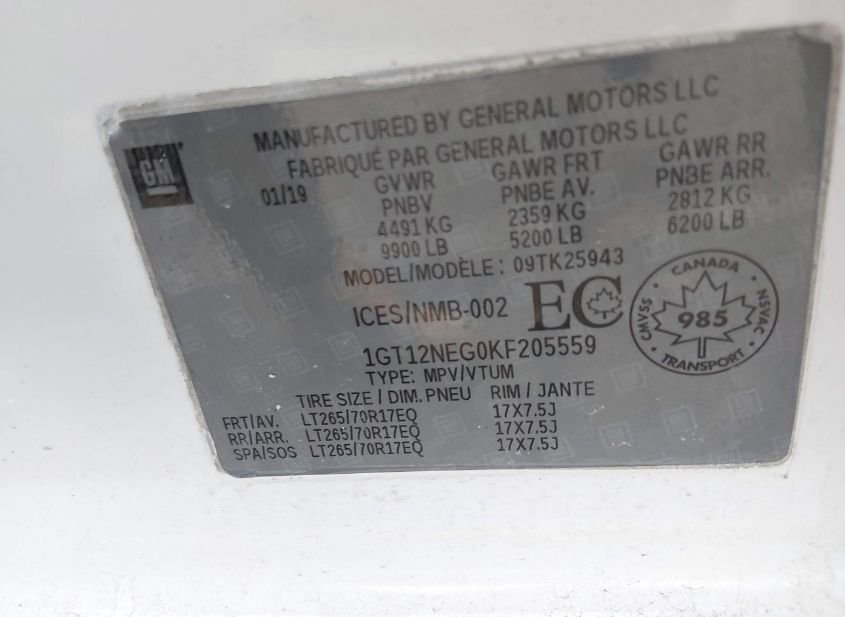 MANUFACTURED BY GENERAL MOTORS LLC
FABRIQUÉ PAR GENERAL MOTORS LLC
GM
01/19
GVWR GAWR FRT GAWR RR
PNBV PNBE AV. PNBE ARR.
4491 KG 2359 KG 2812 KG
9900 LB 5200 LB 6200 LB
MODEL/MODÈLE : 09TK25943
ICES/NMB-002 EC
CANADA
CMVSS 985 NSVAC
TRANSPORT
1GT12NEG0KF205559
TYPE: MPV/VTUM
TIRE SIZE / DIM. PNEU RIM / JANTE
FRT/AV. LT265/70R17EQ 17X7.5J
RR/ARR. LT265/70R17EQ 17X7.5J
SPA/SOS LT265/70R17EQ 17X7.5J